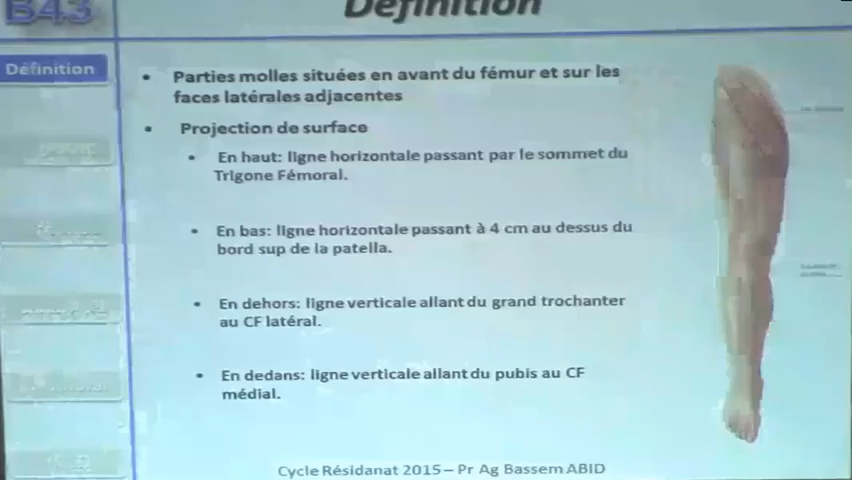 B43
Définition
Définition
• Parties molles situées en avant du fémur et sur les
faces latérales adjacentes
• Projection de surface
• En haut: ligne horizontale passant par le sommet du
Trigone Fémoral.
• En bas: ligne horizontale passant à 4 cm au dessus du
bord sup de la patella.
• En dehors: ligne verticale allant du grand trochanter
au CF latéral.
• En dedans: ligne verticale allant du pubis au CF
médial.
Cycle Résidanat 2015 – Pr Ag Bassem ABID